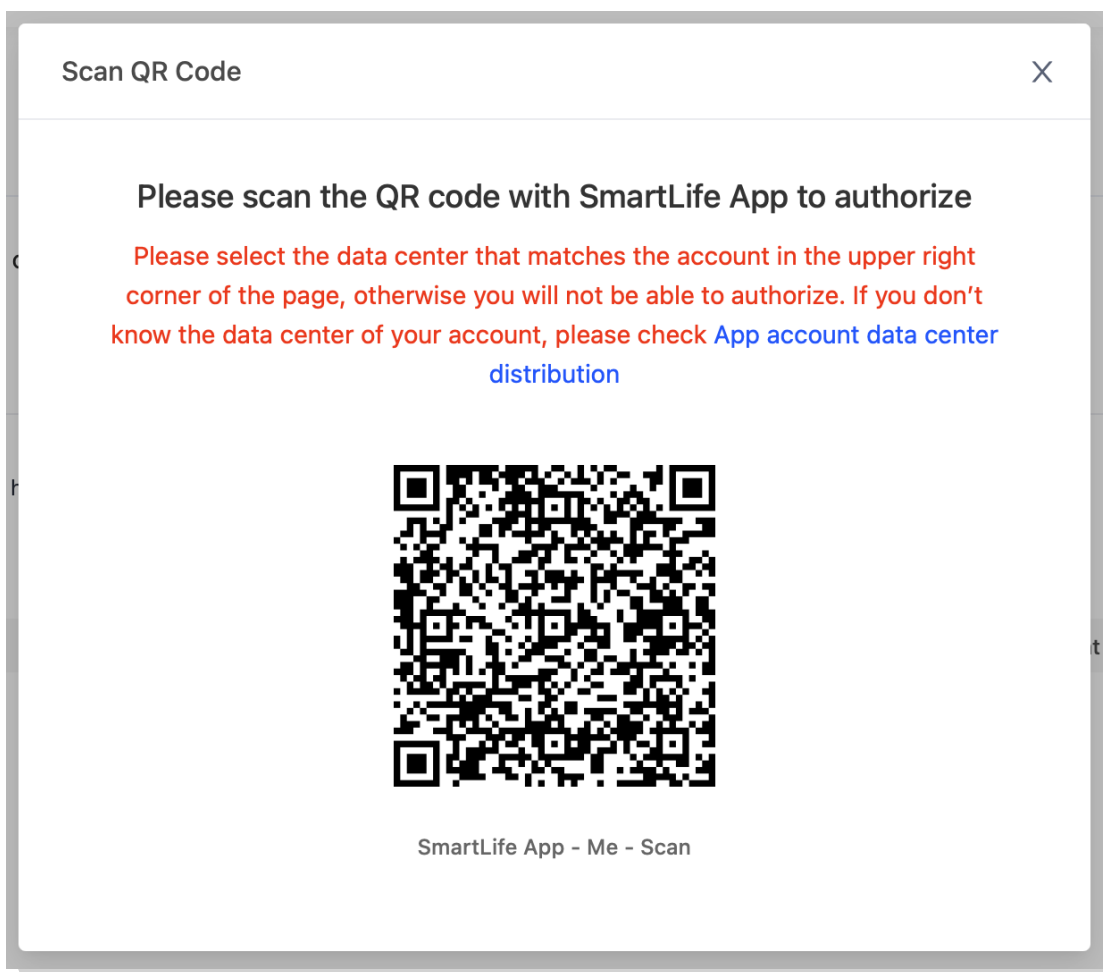 Scan QR Code
X
Please scan the QR code with SmartLife App to authorize
Please select the data center that matches the account in the upper right
corner of the page, otherwise you will not be able to authorize. If you don’t
know the data center of your account, please check App account data center
distribution
SmartLife App - Me - Scan